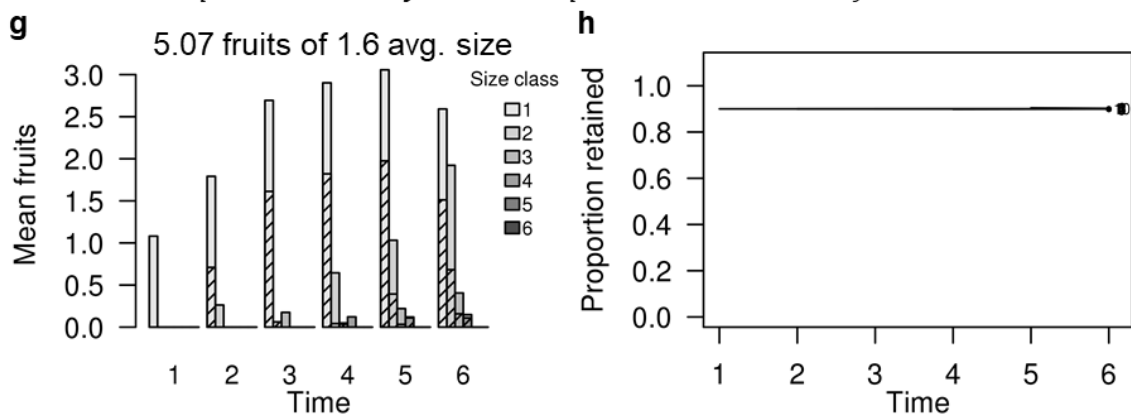 g
5.07 fruits of 1.6 avg. size
Mean fruits
3.0
2.5
2.0
1.5
1.0
0.5
0.0
Size class
1
2
3
4
5
6
1 2 3 4 5 6
Time
h
Proportion retained
1.0
0.8
0.6
0.4
0.2
0.0
1 2 3 4 5 6
Time